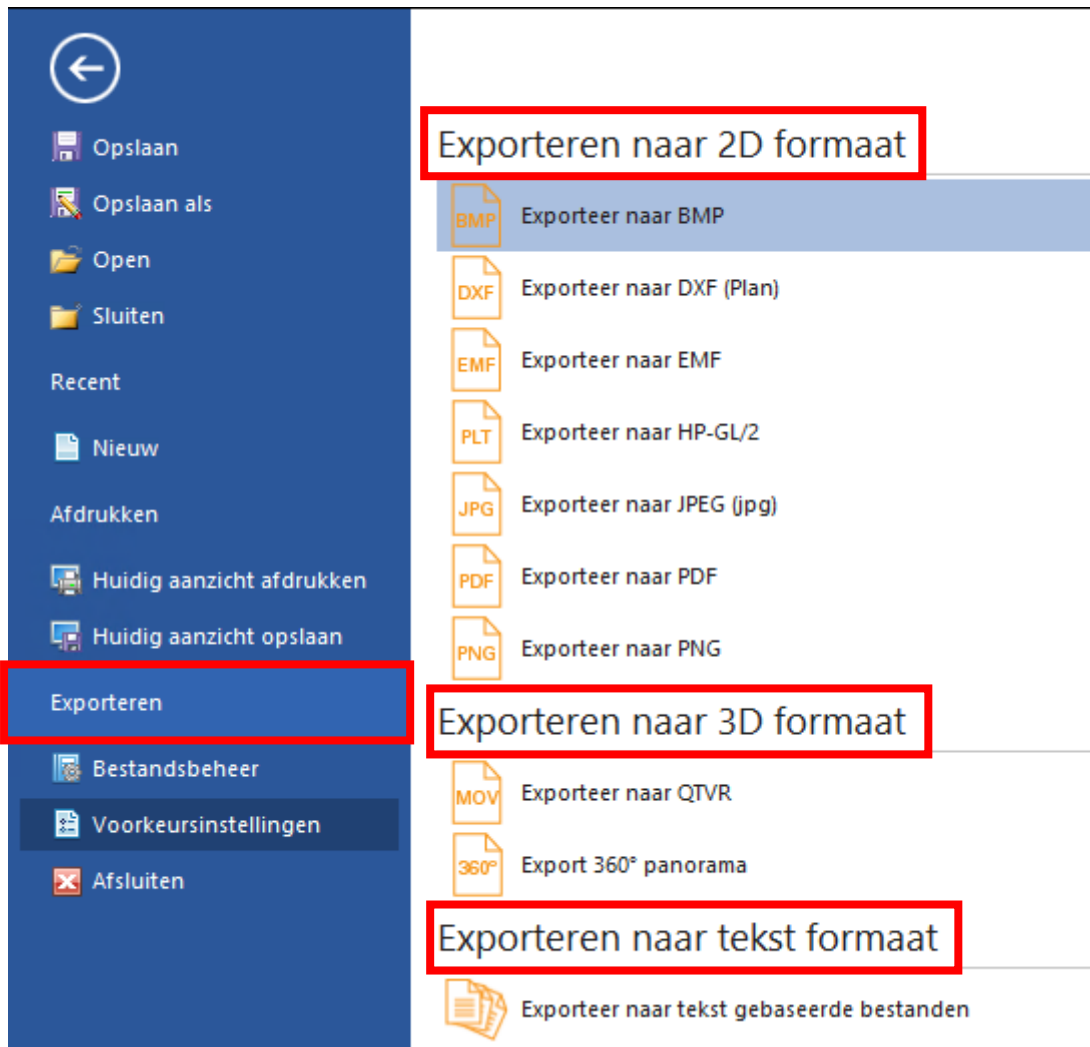 Opslaan
Opslaan als
Open
Sluiten
Recent
Nieuw
Afdrukken
Huidig aanzicht afdrukken
Huidig aanzicht opslaan
Exporteren
Bestandsbeheer
Voorkeursinstellingen
Afsluiten
Exporteren naar 2D formaat
BMP Exporteer naar BMP
DXF Exporteer naar DXF (Plan)
EMF Exporteer naar EMF
PLT Exporteer naar HP-GL/2
JPG Exporteer naar JPEG (jpg)
PDF Exporteer naar PDF
PNG Exporteer naar PNG
Exporteren naar 3D formaat
MOV Exporteer naar QTVR
360° Export 360° panorama
Exporteren naar tekst formaat
Exporteer naar tekst gebaseerde bestanden